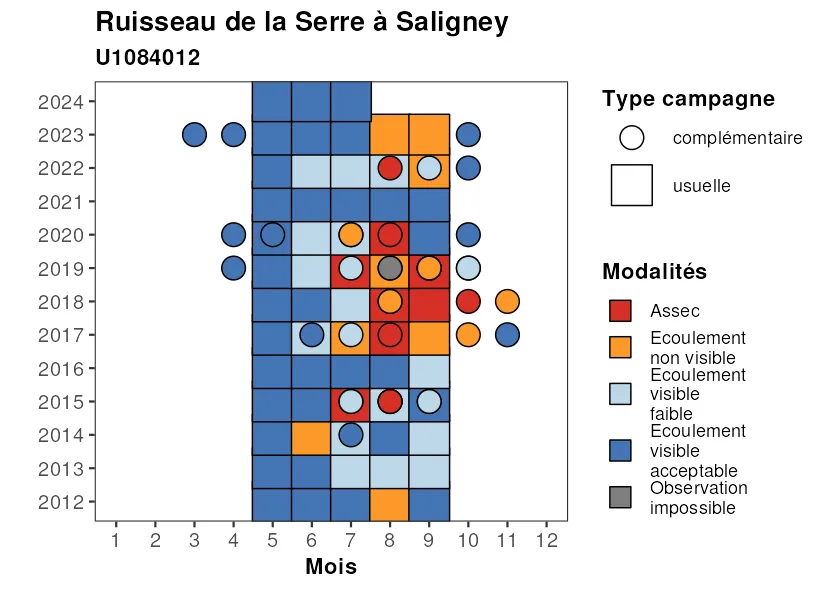 Ruisseau de la Serre à Saligney
U1084012
2024
2023
2022
2021
2020
2019
2018
2017
2016
2015
2014
2013
2012
1 2 3 4 5 6 7 8 9 10 11 12
Mois
Type campagne
complémentaire
usuelle
Modalités
Assec
Ecoulement
non visible
Ecoulement
visible
faible
Ecoulement
visible
acceptable
Observation
impossible